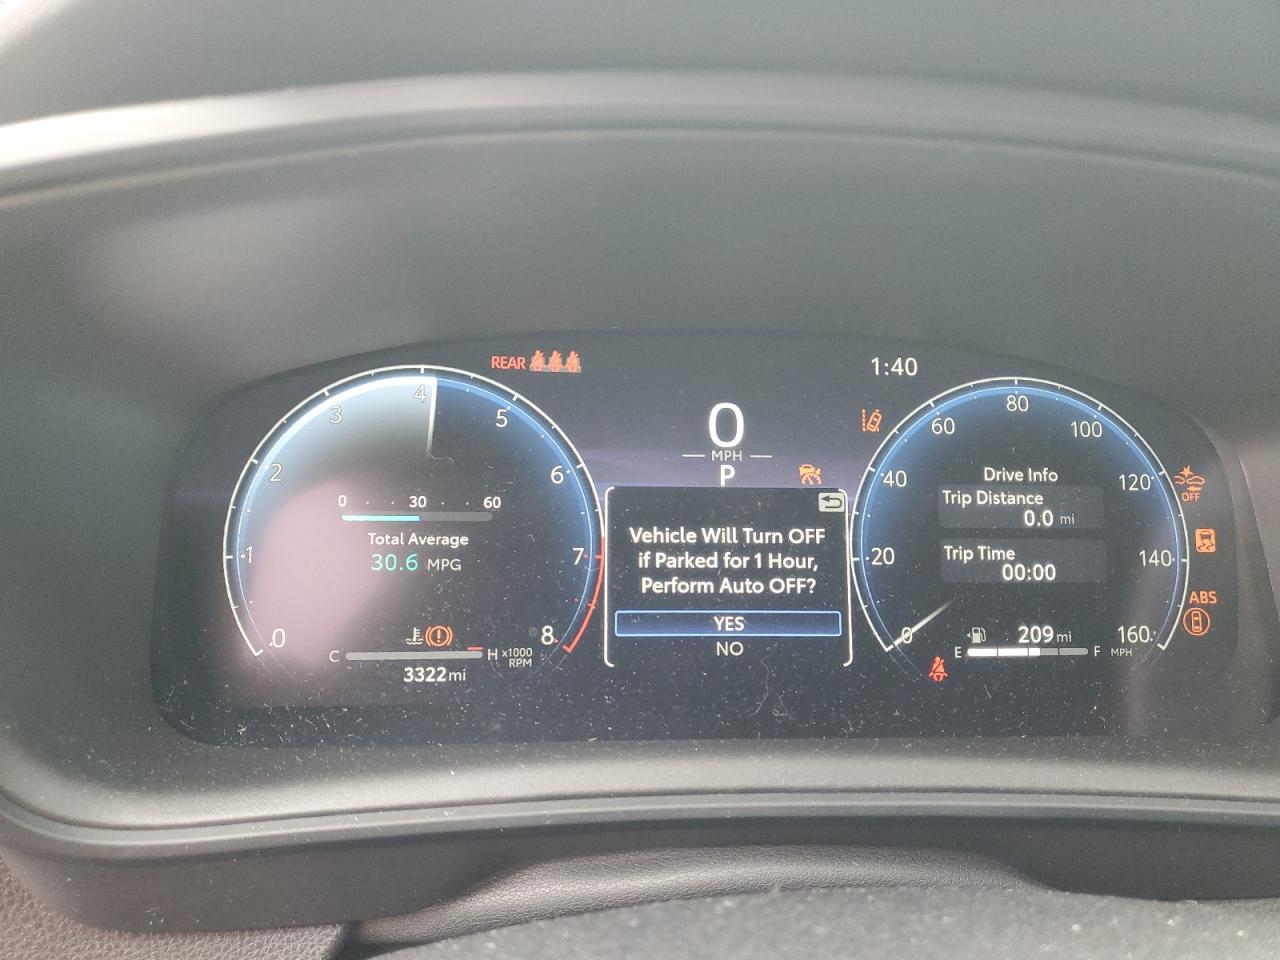 REAR
1:40
0
MPH
P
0 1 2 3 4 5 6 7 8
x1000
RPM
0 30 60
Total Average
30.6 MPG
C H
3322 mi
Vehicle Will Turn OFF
if Parked for 1 Hour,
Perform Auto OFF?
YES
NO
0 20 40 60 80 100 120 140 160
MPH
Drive Info
Trip Distance
0.0 mi
Trip Time
00:00
209 mi
E F
OFF
ABS